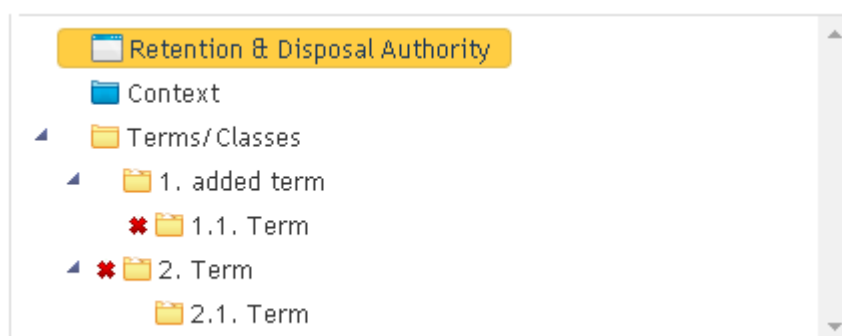 Retention & Disposal Authority
Context
Terms/Classes
1. added term
1.1. Term
2. Term
2.1. Term